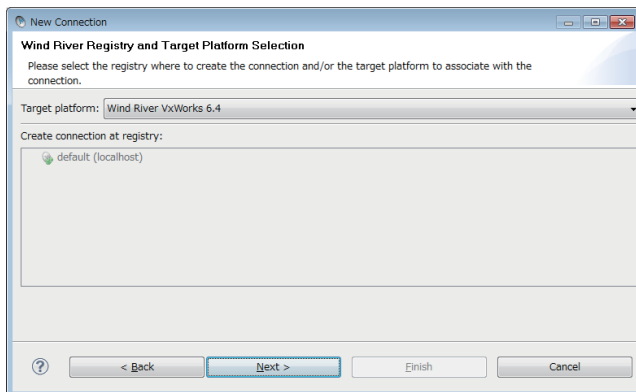 New Connection
Wind River Registry and Target Platform Selection
Please select the registry where to create the connection and/or the target platform to associate with the
connection.
Target platform: Wind River VxWorks 6.4
Create connection at registry:
default (localhost)
? < Back Next > Finish Cancel